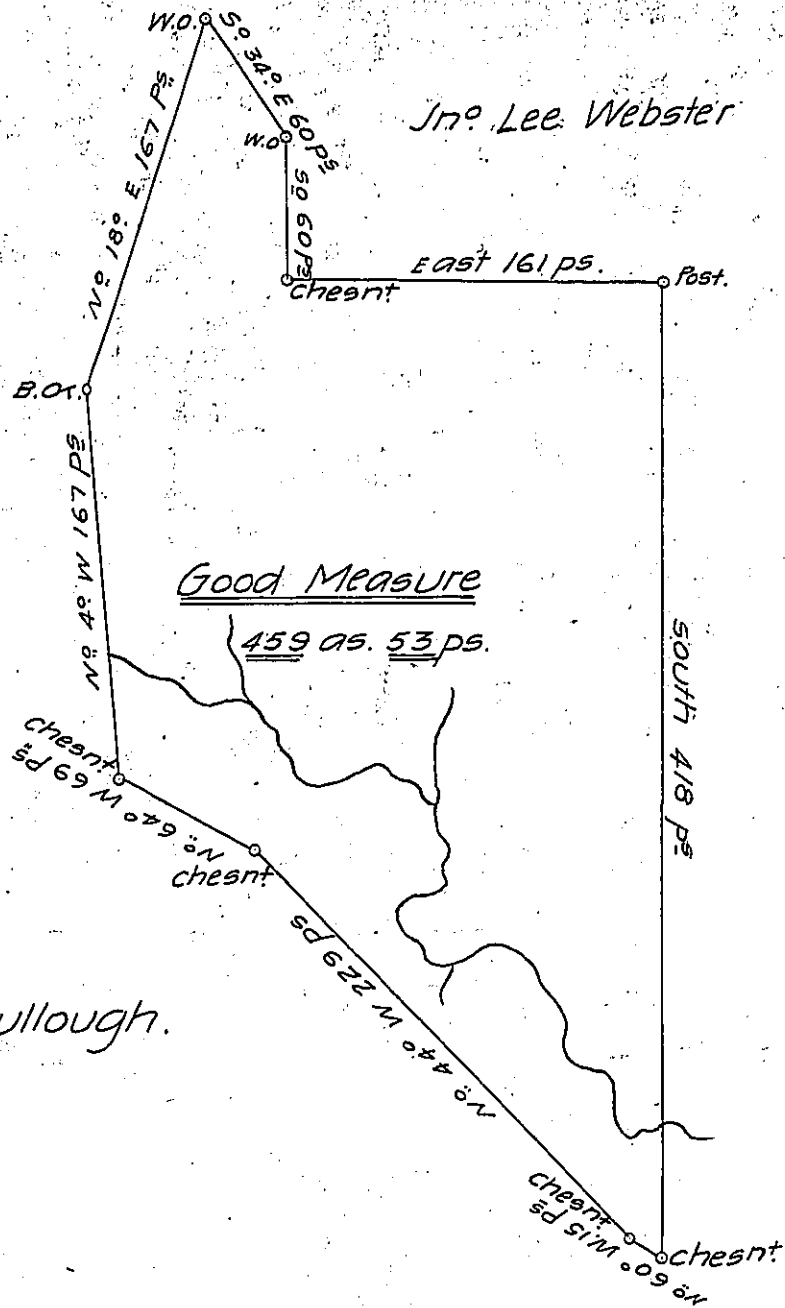 W.O.
So 34° E 60 ps
Jno Lee Webster
W.O
So 60 Ps
East 161 ps.
Post.
chesnt
No 18° E 167 Ps
B.O.
No 4° W 167 Ps
Good Measure
459 as. 53 ps.
South 418 ps
chesnt
No 64° W 69 ps
chesnt
No 44° W 229 ps
ullough.
chesnt
No 60° W. 15 ps
chesnt